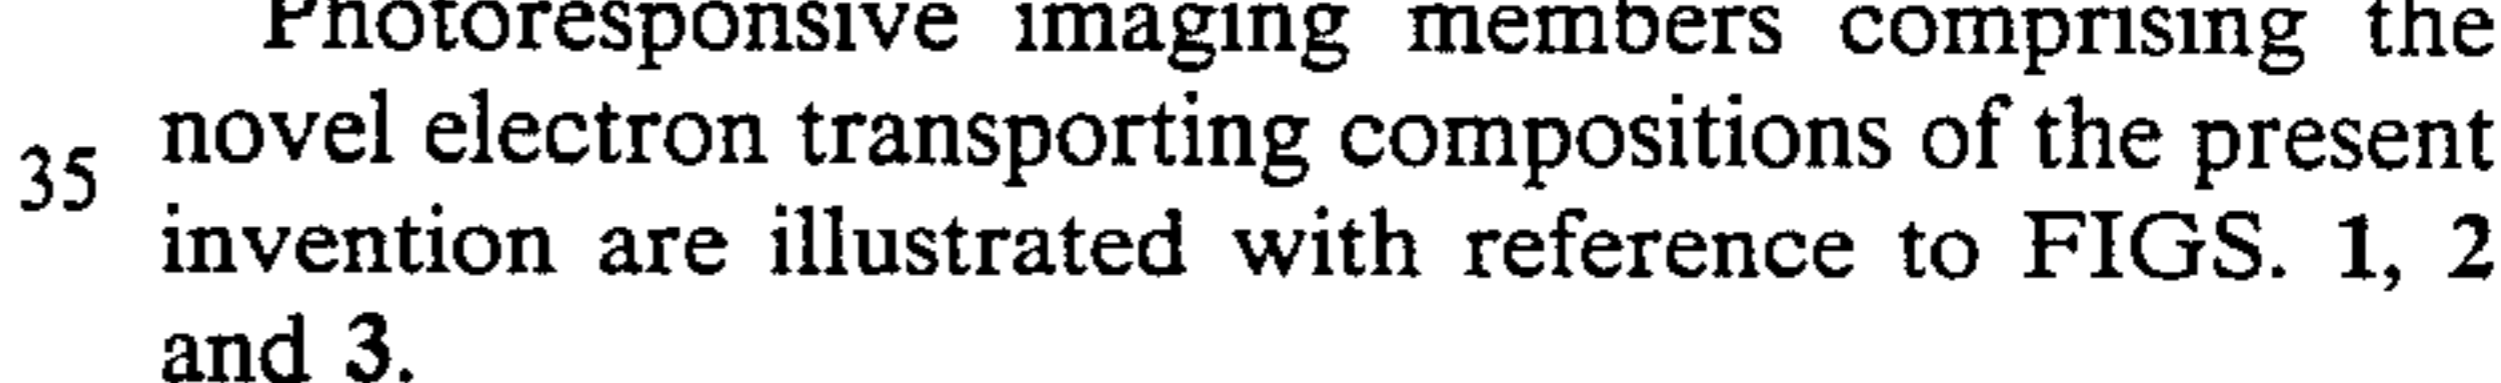 Photoresponsive imaging members comprising the
novel electron transporting compositions of the present
35
invention are illustrated with reference to FIGS. 1, 2
and 3.